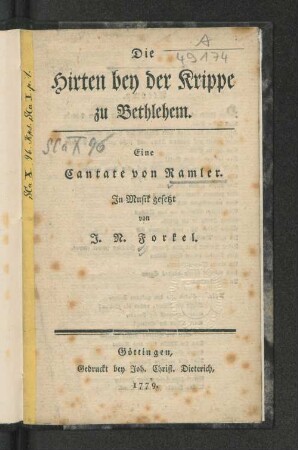 Die
A
49174
Hirten bey der Krippe
zu Bethlehem.
Eine
Cantate von Ramler.
In Musik gesetzt
von
J. N. Forkel.
Göttingen,
Gedruckt bey Joh. Christ. Dieterich,
1779.